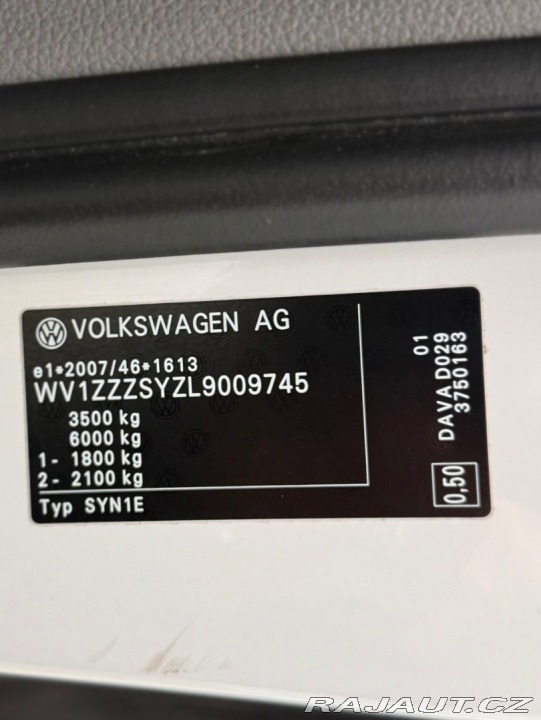 VOLKSWAGEN AG
e1*2007/46*1613
WV1ZZZSYZL9009745
3500 kg
6000 kg
1- 1800 kg
2- 2100 kg
Typ SYN1E
01
DAVA D029
3750163
0,50
RAJAUT.CZ